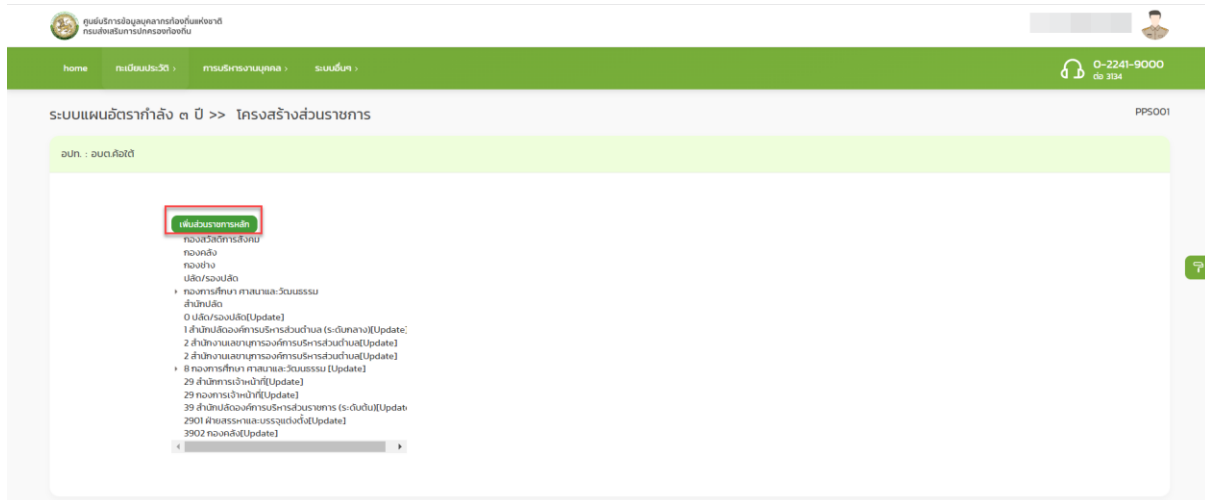 ศูนย์บริการข้อมูลบุคลากรท้องถิ่นแห่งชาติ
กรมส่งเสริมการปกครองท้องถิ่น
home ทะเบียนประวัติ › การบริหารงานบุคคล › ระบบอื่นๆ ›
0-2241-9000
ต่อ 3134
ระบบแผนอัตรากำลัง ๓ ปี >> โครงสร้างส่วนราชการ
PPS001
อปท. : อบต.ค้อใต้
เพิ่มส่วนราชการหลัก
กองสวัสดิการสังคม
กองคลัง
กองช่าง
ปลัด/รองปลัด
กองการศึกษา ศาสนาและวัฒนธรรม
สำนักปลัด
0 ปลัด/รองปลัด[Update]
1 สำนักปลัดองค์การบริหารส่วนตำบล (ระดับกลาง)[Update]
2 สำนักงานเลขานุการองค์การบริหารส่วนตำบล[Update]
2 สำนักงานเลขานุการองค์การบริหารส่วนตำบล[Update]
8 กองการศึกษา ศาสนาและวัฒนธรรม [Update]
29 สำนักการเจ้าหน้าที่[Update]
29 กองการเจ้าหน้าที่[Update]
39 สำนักปลัดองค์การบริหารส่วนราชการ (ระดับต้น)[Updat
2901 ฝ่ายสรรหาและบรรจุแต่งตั้ง[Update]
3902 กองคลัง[Update]